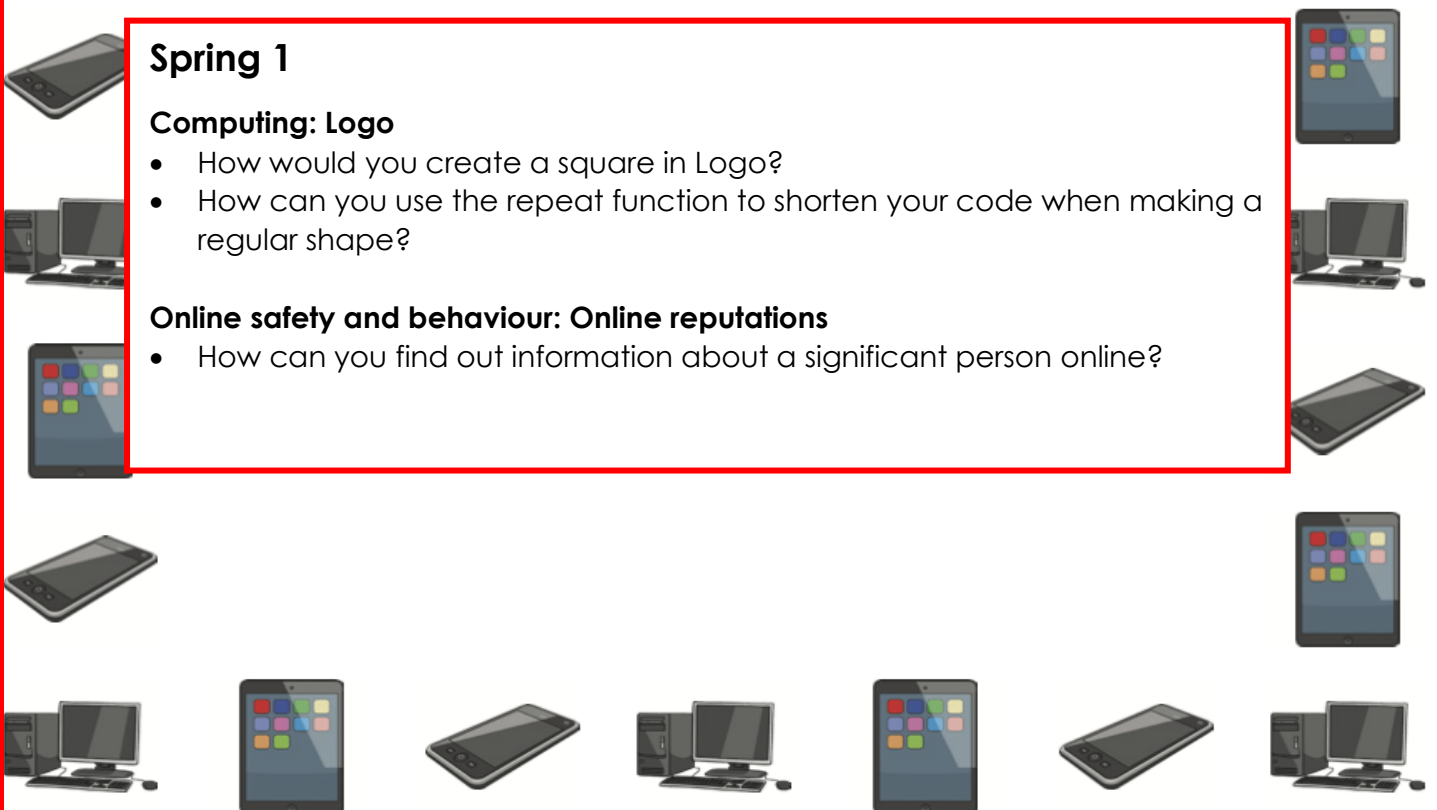 Spring 1
Computing: Logo
• How would you create a square in Logo?
• How can you use the repeat function to shorten your code when making a
regular shape?
Online safety and behaviour: Online reputations
• How can you find out information about a significant person online?